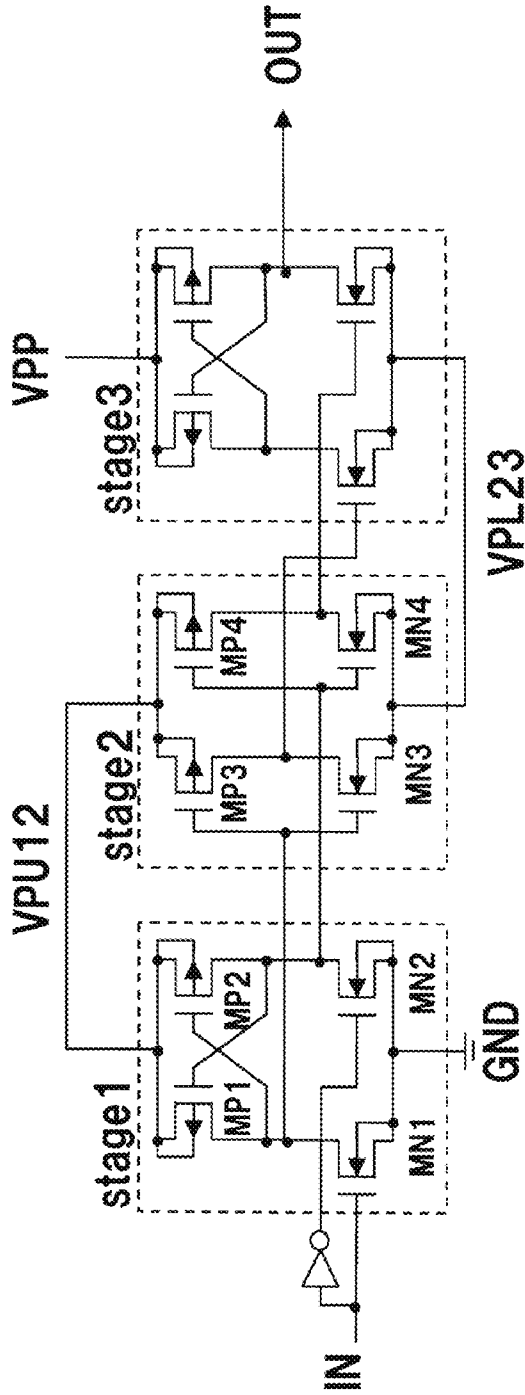 VPP
VPU12
stage1
stage2
stage3
MP1
MP2
MP3
MP4
OUT
IN
MN1
MN2
MN3
MN4
GND
VPL23